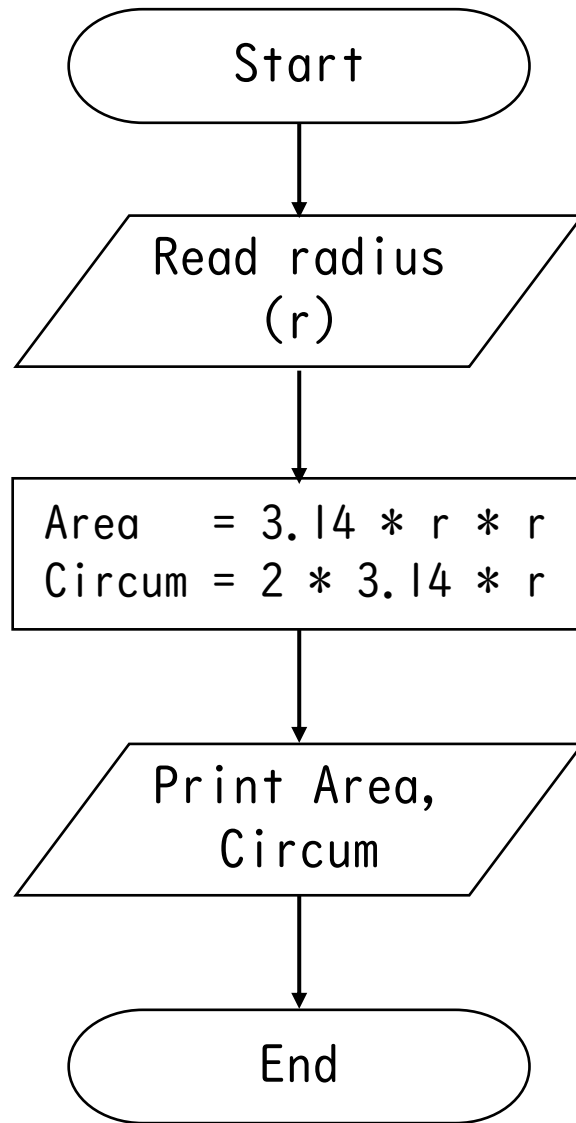 Start
Read radius
(r)
Area = 3.14 * r * r
Circum = 2 * 3.14 * r
Print Area,
Circum
End